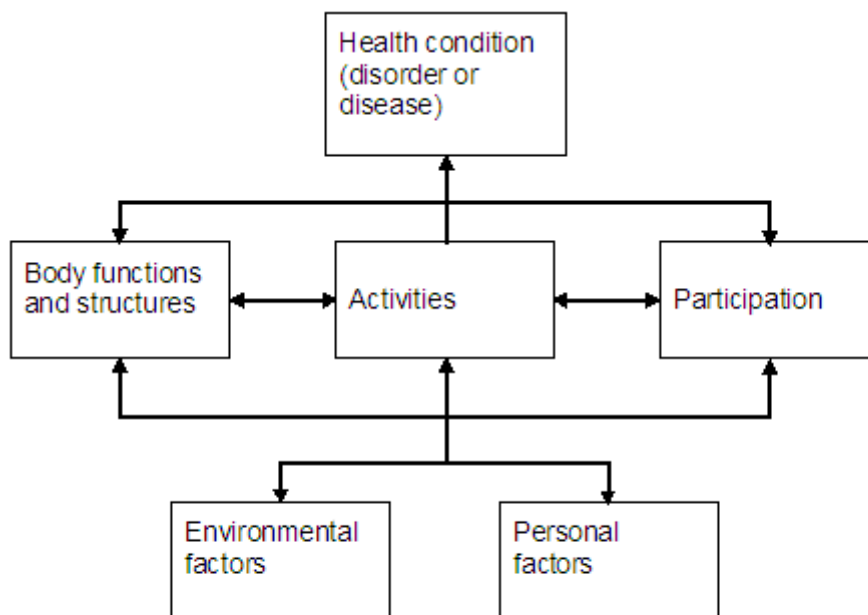 Health condition
(disorder or
disease)
Body functions
and structures
Activities
Participation
Environmental
factors
Personal
factors